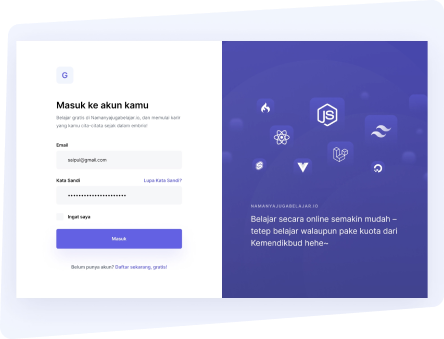 G
Masuk ke akun kamu
Belajar gratis di Namanyajugabelajar.io, dan memulai karir
yang kamu cita-citata sejak dalam embrio!
Email
saipul@gmail.com
Kata Sandi
Lupa Kata Sandi?
Ingat saya
Masuk
Belum punya akun? Daftar sekarang, gratis!
JS
NAMANYAJUGABELAJAR.IO
Belajar secara online semakin mudah –
tetep belajar walaupun pake kuota dari
Kemendikbud hehe~